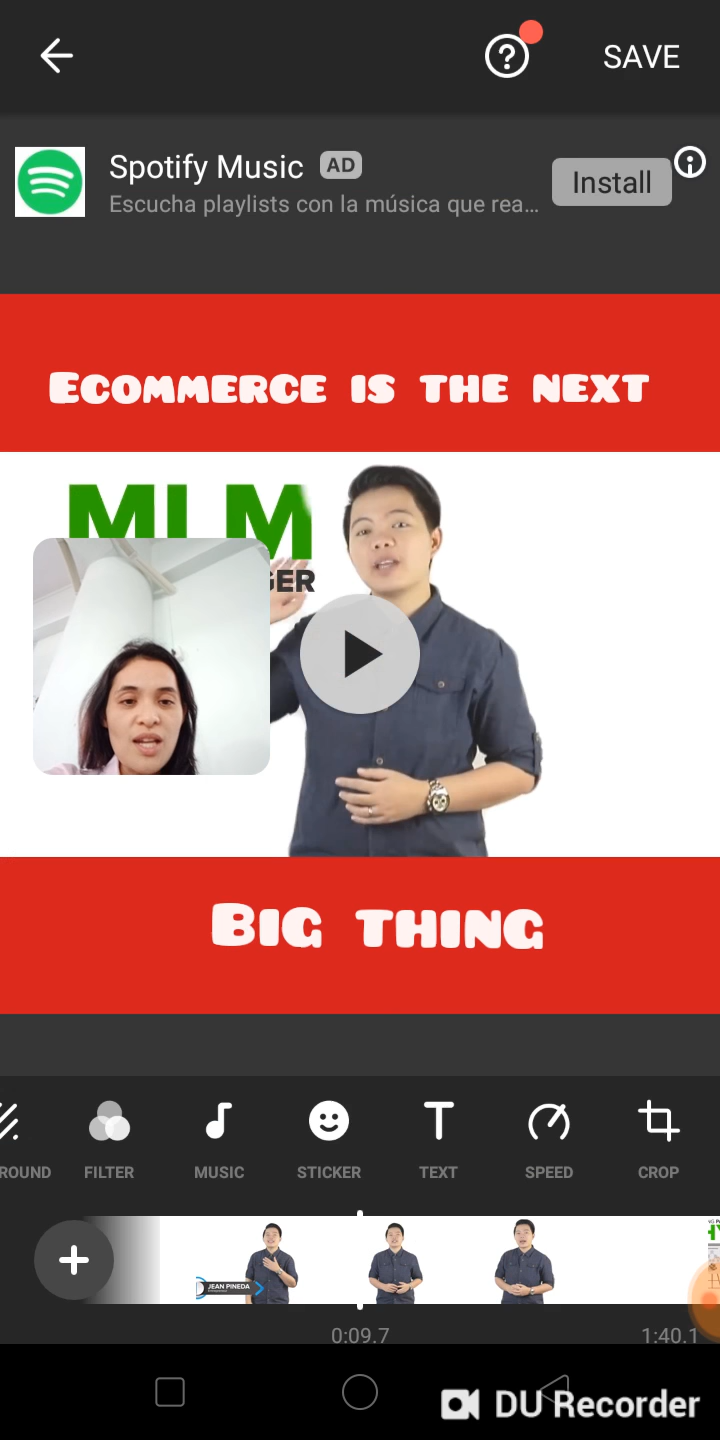 SAVE
Spotify Music AD
Escucha playlists con la música que rea...
Install
Ecommerce is the next
MLM
GER
Big thing
ROUND FILTER MUSIC STICKER TEXT SPEED CROP
JEAN PINEDA
0:09.7 1:40.1
DU Recorder